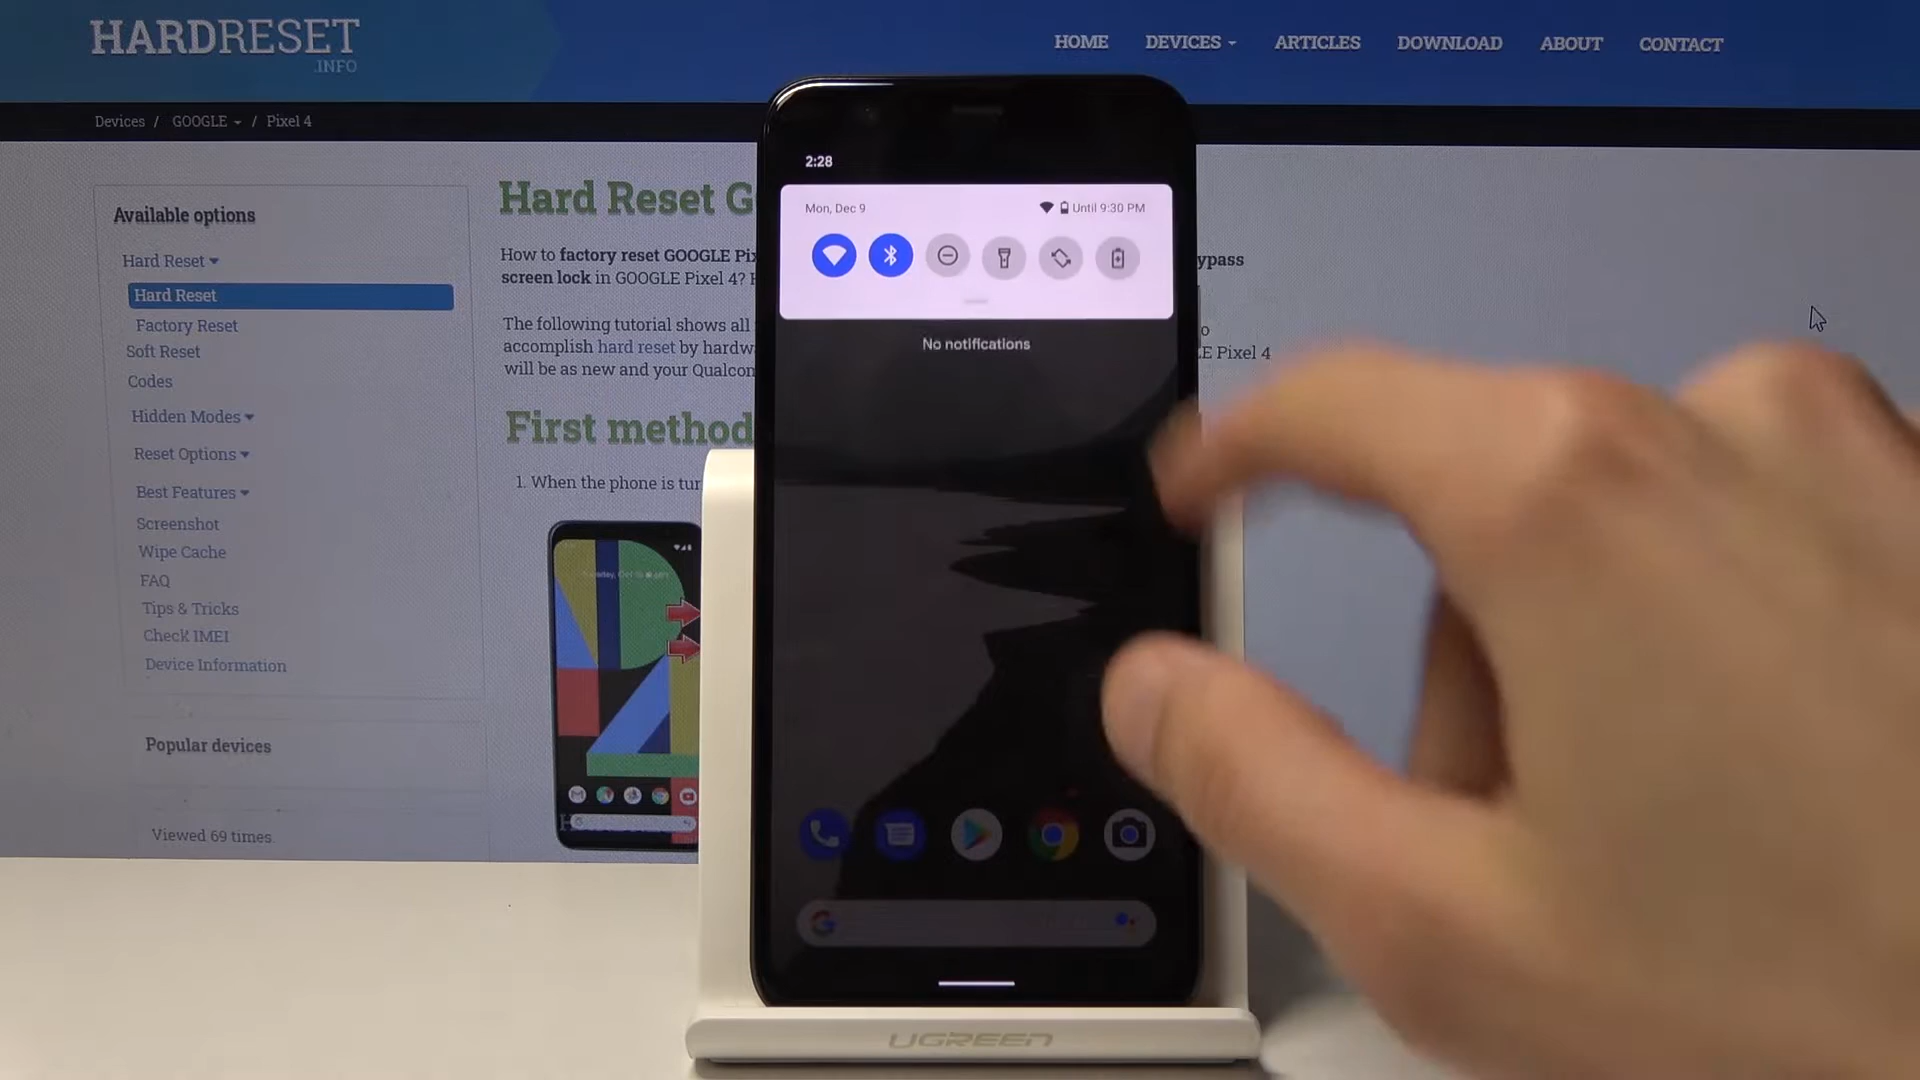 HARDRESET
.INFO
HOME DEVICES ARTICLES DOWNLOAD ABOUT CONTACT
Devices / GOOGLE / Pixel 4
Available options
Hard Reset
Hard Reset
Factory Reset
Soft Reset
Codes
Hidden Modes
Reset Options
Best Features
Screenshot
Wipe Cache
FAQ
Tips & Tricks
Check IMEI
Device Information
Popular devices
Viewed 69 times.
Hard Reset G
How to factory reset GOOGLE Pi
ypass
screen lock in GOOGLE Pixel 4?
The following tutorial shows all
o
accomplish hard reset by hardw
E Pixel 4
will be as new and your Qualcon
First method
1. When the phone is tur
2:28
Mon, Dec 9
Until 9:30 PM
No notifications
UGREEN